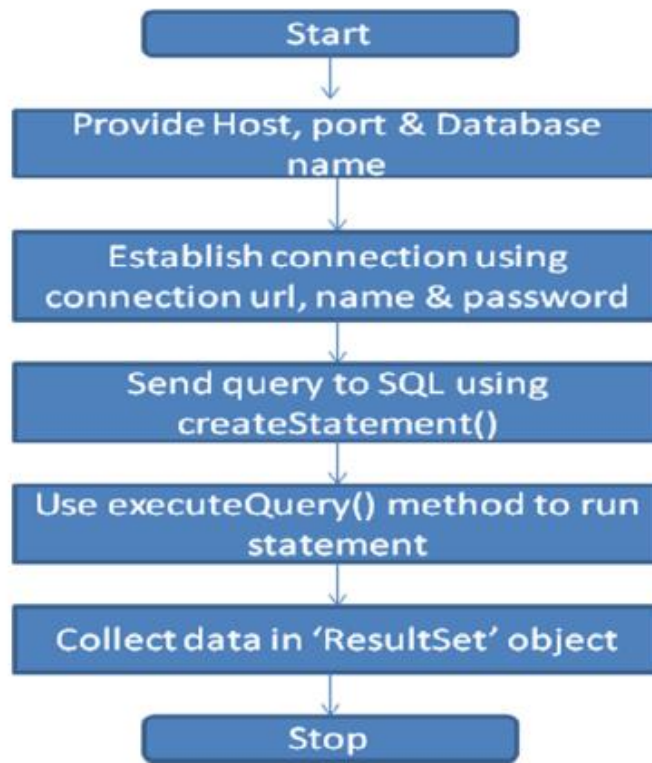 Start
Provide Host, port & Database
name
Establish connection using
connection url, name & password
Send query to SQL using
createStatement()
Use executeQuery() method to run
statement
Collect data in ‘ResultSet’ object
Stop